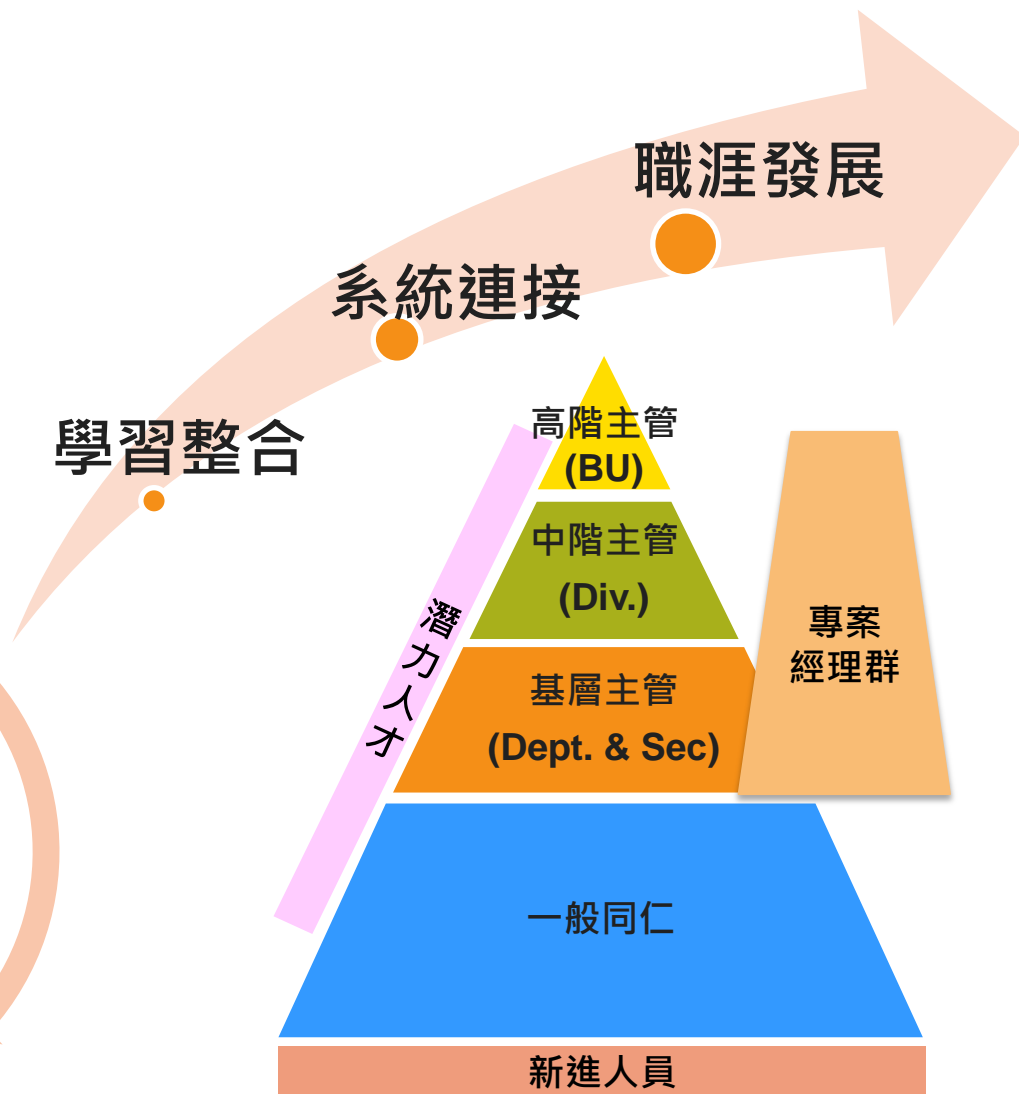 職涯發展
系統連接
學習整合
高階主管
(BU)
中階主管
(Div.)
基層主管
(Dept. & Sec)
潛力人才
專案
經理群
一般同仁
新進人員